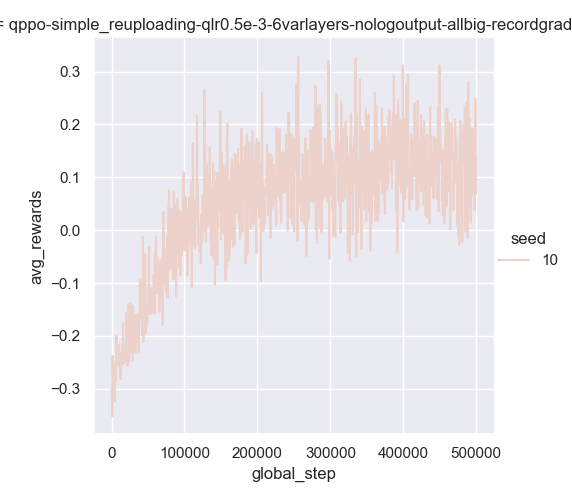 = qppo-simple_reuploading-qlr0.5e-3-6varlayers-nologoutput-allbig-recordgrad
0.3
0.2
0.1
0.0
−0.1
−0.2
−0.3
avg_rewards
seed
10
0 100000 200000 300000 400000 500000
global_step